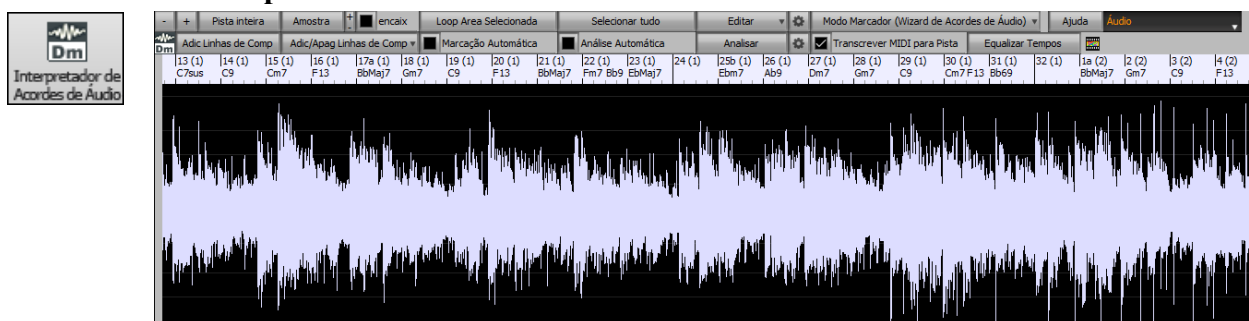 - + Pista inteira Amostra + - encaix Loop Area Selecionada Selecionar tudo Editar Modo Marcador (Wizard de Acordes de Áudio) Ajuda Áudio
Dm Adic Linhas de Comp Adic/Apag Linhas de Comp Marcação Automática Análise Automática Analisar Transcrever MIDI para Pista Equalizar Tempos
13 (1) 14 (1) 15 (1) 16 (1) 17a (1) 18 (1) 19 (1) 20 (1) 21 (1) 22 (1) 23 (1) 24 (1) 25b (1) 26 (1) 27 (1) 28 (1) 29 (1) 30 (1) 31 (1) 32 (1) 1a (2) 2 (2) 3 (2) 4 (2)
C7sus C9 Cm7 F13 BbMaj7 Gm7 C9 F13 BbMaj7 Fm7 Bb9 EbMaj7 Ebm7 Ab9 Dm7 Gm7 C9 Cm7 F13 Bb69 BbMaj7 Gm7 C9 F13
Dm
Interpretador de
Acordes de Áudio